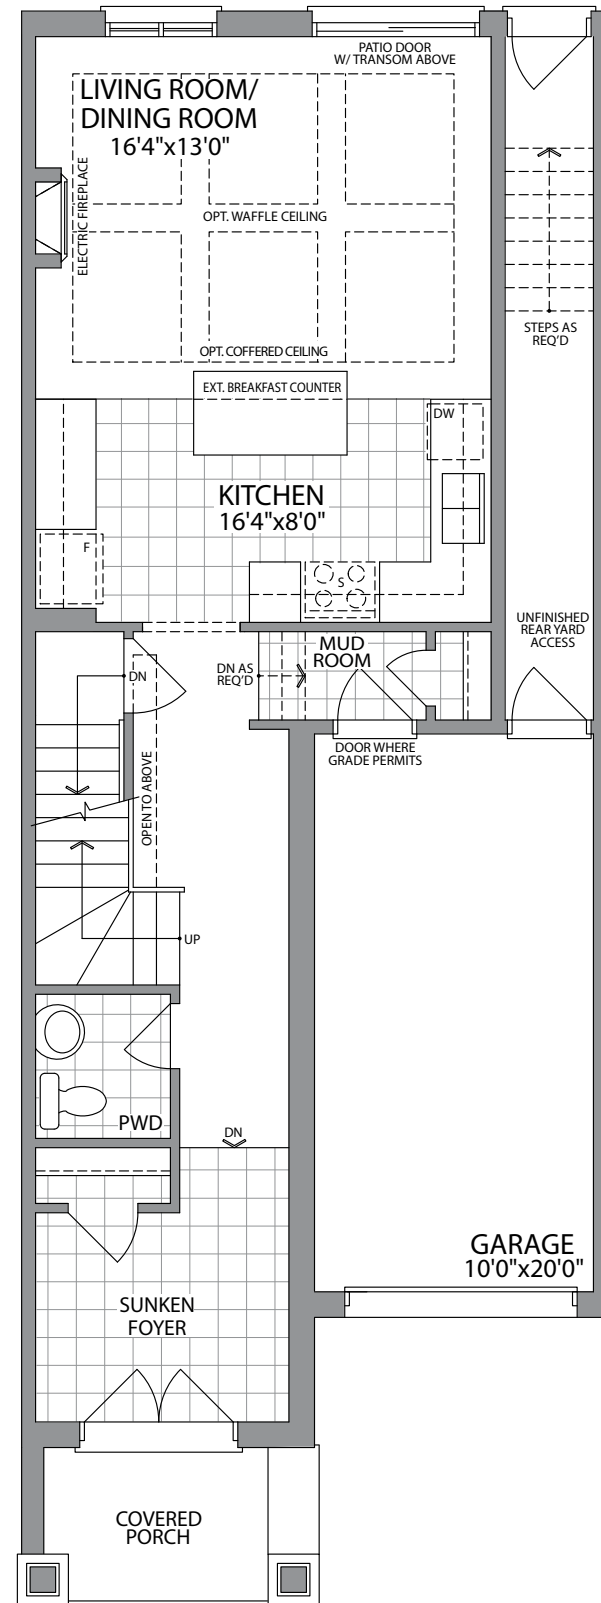 PATIO DOOR
W/ TRANSOM ABOVE
LIVING ROOM/
DINING ROOM
16'4"x13'0"
ELECTRIC FIREPLACE
OPT. WAFFLE CEILING
STEPS AS
REQ'D
OPT. COFFERED CEILING
EXT. BREAKFAST COUNTER
DW
KITCHEN
16'4"x8'0"
F
S
UNFINISHED
REAR YARD
ACCESS
MUD
ROOM
DN AS
REQ'D
DN
DOOR WHERE
GRADE PERMITS
OPEN TO ABOVE
UP
PWD
DN
GARAGE
10'0"x20'0"
SUNKEN
FOYER
COVERED
PORCH